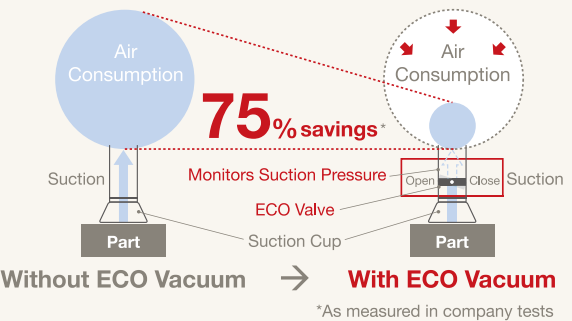 Air
Consumption
Air
Consumption
75% savings*
Monitors Suction Pressure
Suction
Open
Close
Suction
ECO Valve
Suction Cup
Part
Part
Without ECO Vacuum → With ECO Vacuum
*As measured in company tests